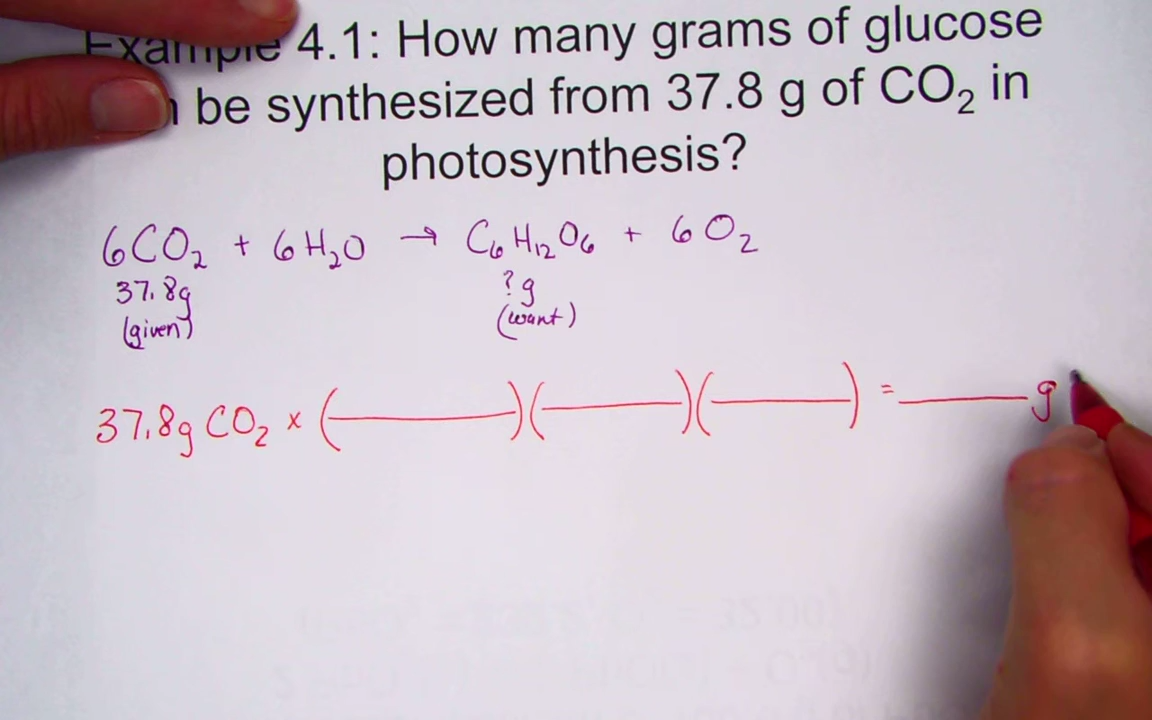 Example 4.1: How many grams of glucose
be synthesized from 37.8 g of CO₂ in
photosynthesis?
6CO₂ + 6H₂O → C₆H₁₂O₆ + 6O₂
37.8g ?g
(given) (want)
37.8g CO₂ × (———)(———)(———) = ______ g